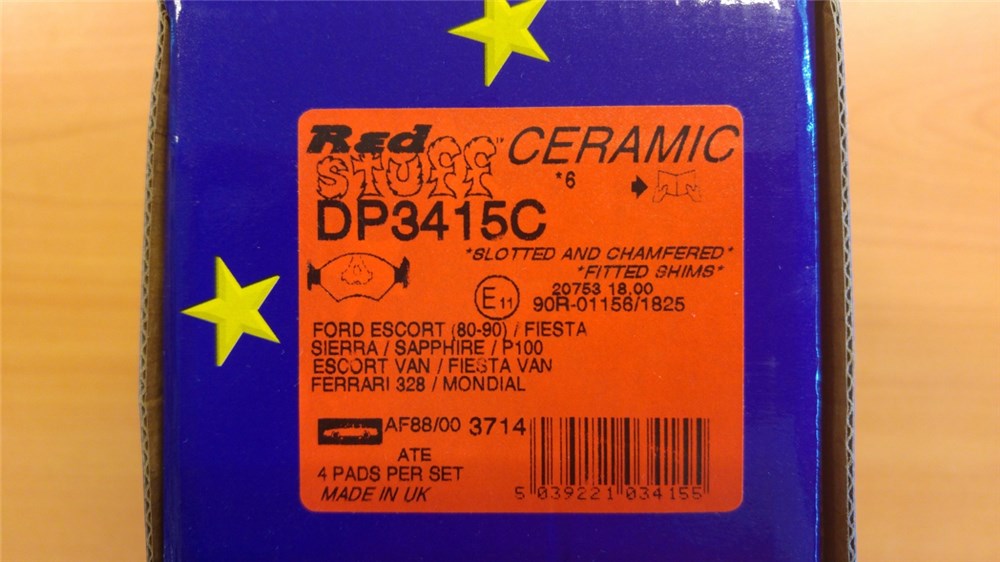 Red STUFF™ CERAMIC
*6
DP3415C
*SLOTTED AND CHAMFERED*
*FITTED SHIMS*
20753 18.00
E11 90R-01156/1825
FORD ESCORT (80-90) / FIESTA
SIERRA / SAPPHIRE / P100
ESCORT VAN / FIESTA VAN
FERRARI 328 / MONDIAL
AF88/00 3714
ATE
4 PADS PER SET
MADE IN UK
5 039221 034155